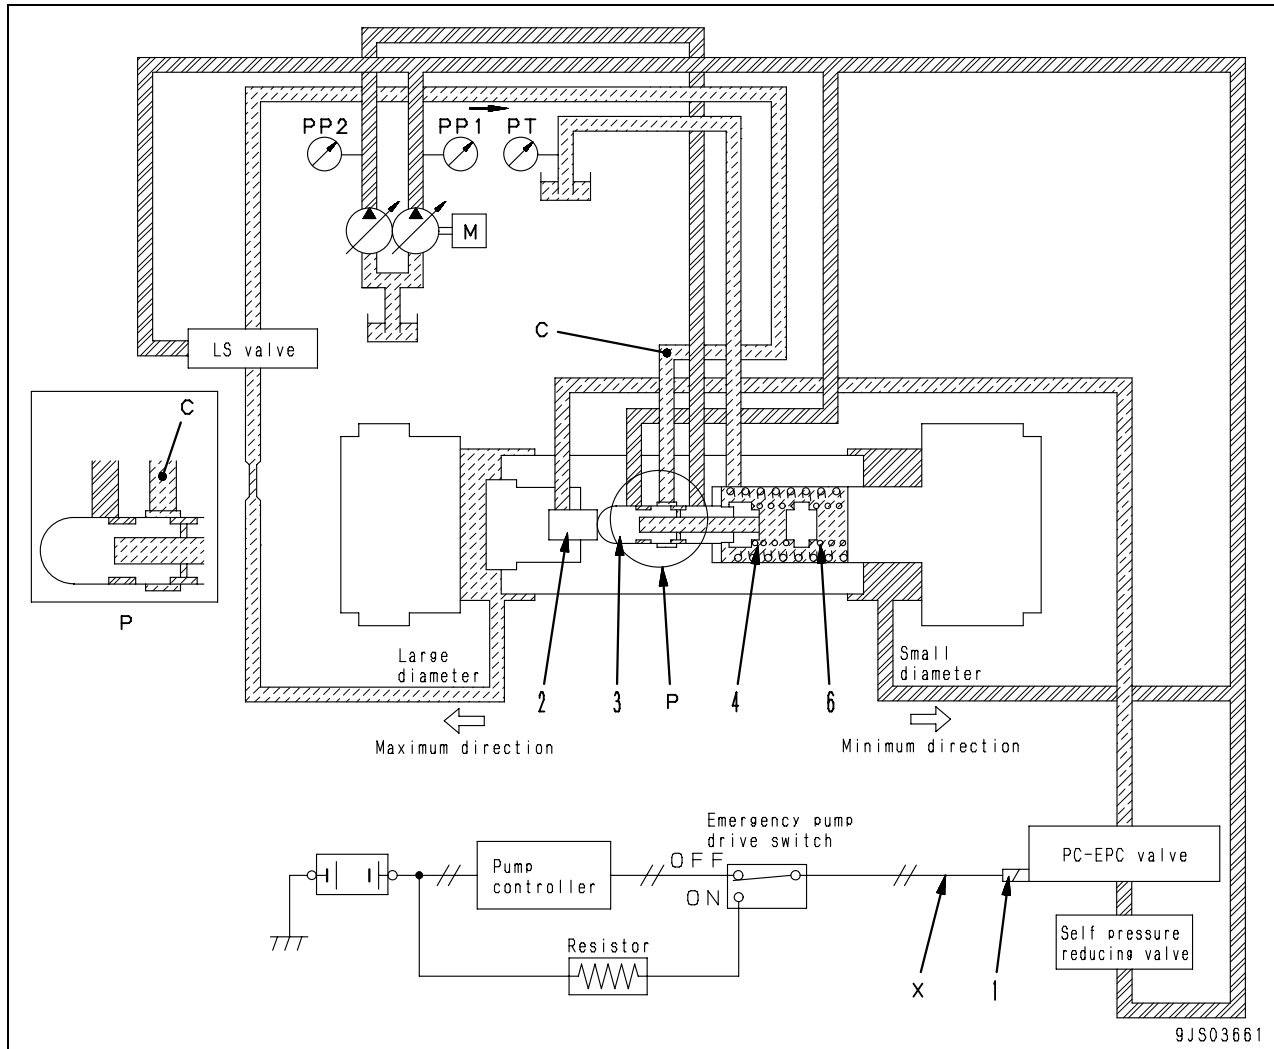 PP2
PP1
PT
M
C
LS valve
C
P
Large
diameter
2
3
P
4
6
Small
diameter
Maximum direction
Minimum direction
Emergency pump
drive switch
OFF
ON
Pump
controller
PC-EPC valve
Resistor
Self pressure
reducing valve
X
1
9JS03661